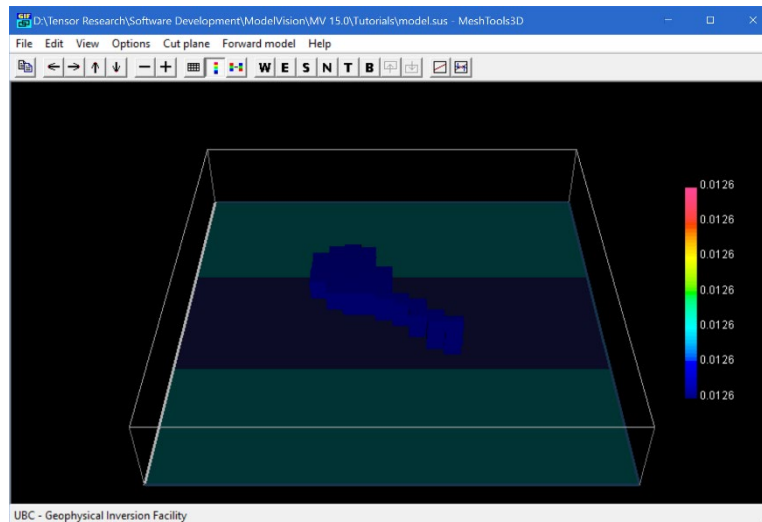 D:\Tensor Research\Software Development\ModelVision\MV 15.0\Tutorials\model.sus - MeshTools3D
File Edit View Options Cut plane Forward model Help
W E S N T B
0.0126
0.0126
0.0126
0.0126
0.0126
0.0126
0.0126
UBC - Geophysical Inversion Facility